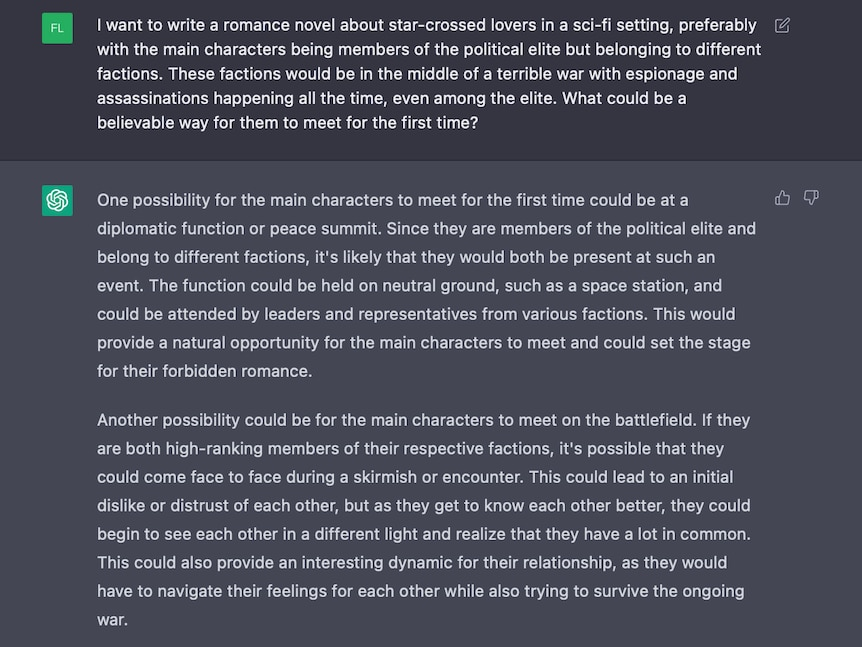 FL
I want to write a romance novel about star-crossed lovers in a sci-fi setting, preferably
with the main characters being members of the political elite but belonging to different
factions. These factions would be in the middle of a terrible war with espionage and
assassinations happening all the time, even among the elite. What could be a
believable way for them to meet for the first time?
One possibility for the main characters to meet for the first time could be at a
diplomatic function or peace summit. Since they are members of the political elite and
belong to different factions, it's likely that they would both be present at such an
event. The function could be held on neutral ground, such as a space station, and
could be attended by leaders and representatives from various factions. This would
provide a natural opportunity for the main characters to meet and could set the stage
for their forbidden romance.
Another possibility could be for the main characters to meet on the battlefield. If they
are both high-ranking members of their respective factions, it's possible that they
could come face to face during a skirmish or encounter. This could lead to an initial
dislike or distrust of each other, but as they get to know each other better, they could
begin to see each other in a different light and realize that they have a lot in common.
This could also provide an interesting dynamic for their relationship, as they would
have to navigate their feelings for each other while also trying to survive the ongoing
war.